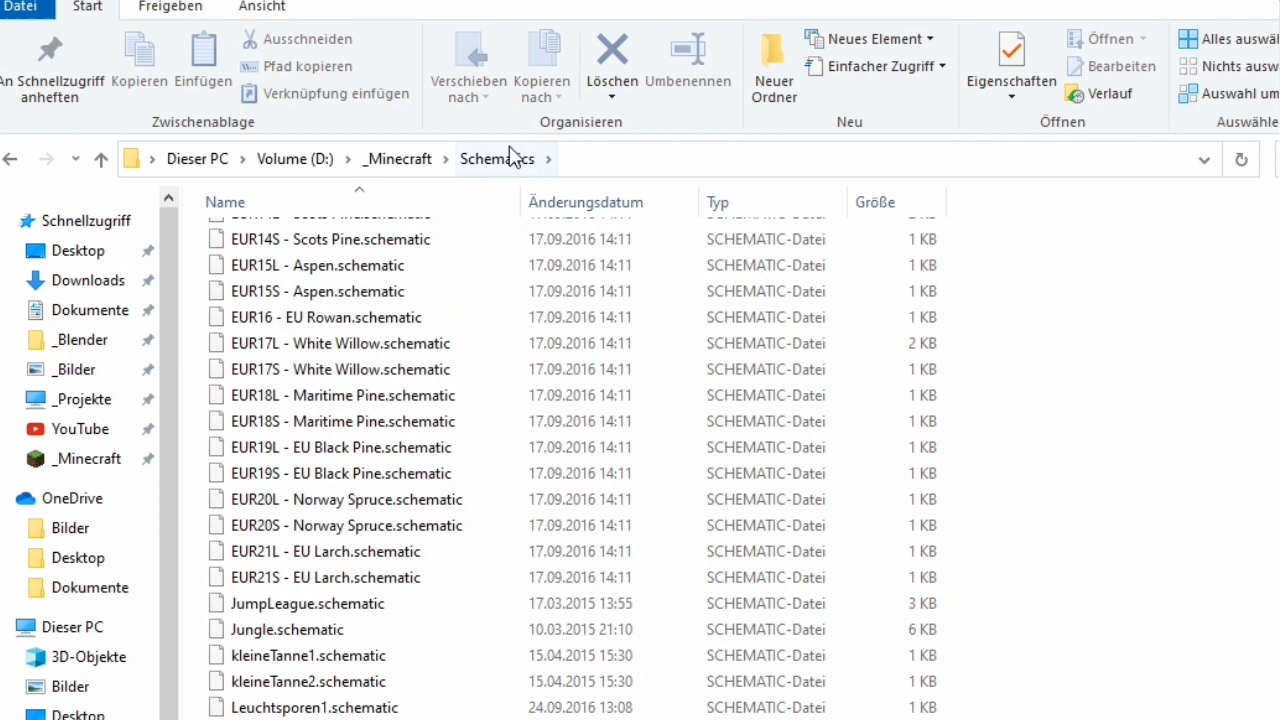 Datei Start Freigeben Ansicht
An Schnellzugriff anheften
Kopieren
Einfügen
Ausschneiden
Pfad kopieren
Verknüpfung einfügen
Zwischenablage
Verschieben nach
Kopieren nach
Löschen
Umbenennen
Organisieren
Neuer Ordner
Neues Element
Einfacher Zugriff
Neu
Eigenschaften
Öffnen
Bearbeiten
Verlauf
Öffnen
Alles auswäh
Nichts ausw
Auswahl um
Auswähle
Dieser PC Volume (D:) _Minecraft Schematics
Name Änderungsdatum Typ Größe
Schnellzugriff
Desktop
Downloads
Dokumente
_Blender
_Bilder
_Projekte
YouTube
_Minecraft
OneDrive
Bilder
Desktop
Dokumente
Dieser PC
3D-Objekte
Bilder
Desktop
EUR14S - Scots Pine.schematic 17.09.2016 14:11 SCHEMATIC-Datei 1 KB
EUR15L - Aspen.schematic 17.09.2016 14:11 SCHEMATIC-Datei 1 KB
EUR15S - Aspen.schematic 17.09.2016 14:11 SCHEMATIC-Datei 1 KB
EUR16 - EU Rowan.schematic 17.09.2016 14:11 SCHEMATIC-Datei 1 KB
EUR17L - White Willow.schematic 17.09.2016 14:11 SCHEMATIC-Datei 2 KB
EUR17S - White Willow.schematic 17.09.2016 14:11 SCHEMATIC-Datei 1 KB
EUR18L - Maritime Pine.schematic 17.09.2016 14:11 SCHEMATIC-Datei 1 KB
EUR18S - Maritime Pine.schematic 17.09.2016 14:11 SCHEMATIC-Datei 1 KB
EUR19L - EU Black Pine.schematic 17.09.2016 14:11 SCHEMATIC-Datei 1 KB
EUR19S - EU Black Pine.schematic 17.09.2016 14:11 SCHEMATIC-Datei 1 KB
EUR20L - Norway Spruce.schematic 17.09.2016 14:11 SCHEMATIC-Datei 1 KB
EUR20S - Norway Spruce.schematic 17.09.2016 14:11 SCHEMATIC-Datei 1 KB
EUR21L - EU Larch.schematic 17.09.2016 14:11 SCHEMATIC-Datei 1 KB
EUR21S - EU Larch.schematic 17.09.2016 14:11 SCHEMATIC-Datei 1 KB
JumpLeague.schematic 17.03.2015 13:55 SCHEMATIC-Datei 3 KB
Jungle.schematic 10.03.2015 21:10 SCHEMATIC-Datei 6 KB
kleineTanne1.schematic 15.04.2015 15:30 SCHEMATIC-Datei 1 KB
kleineTanne2.schematic 15.04.2015 15:30 SCHEMATIC-Datei 1 KB
Leuchtsporen1.schematic 24.09.2016 13:08 SCHEMATIC-Datei 1 KB